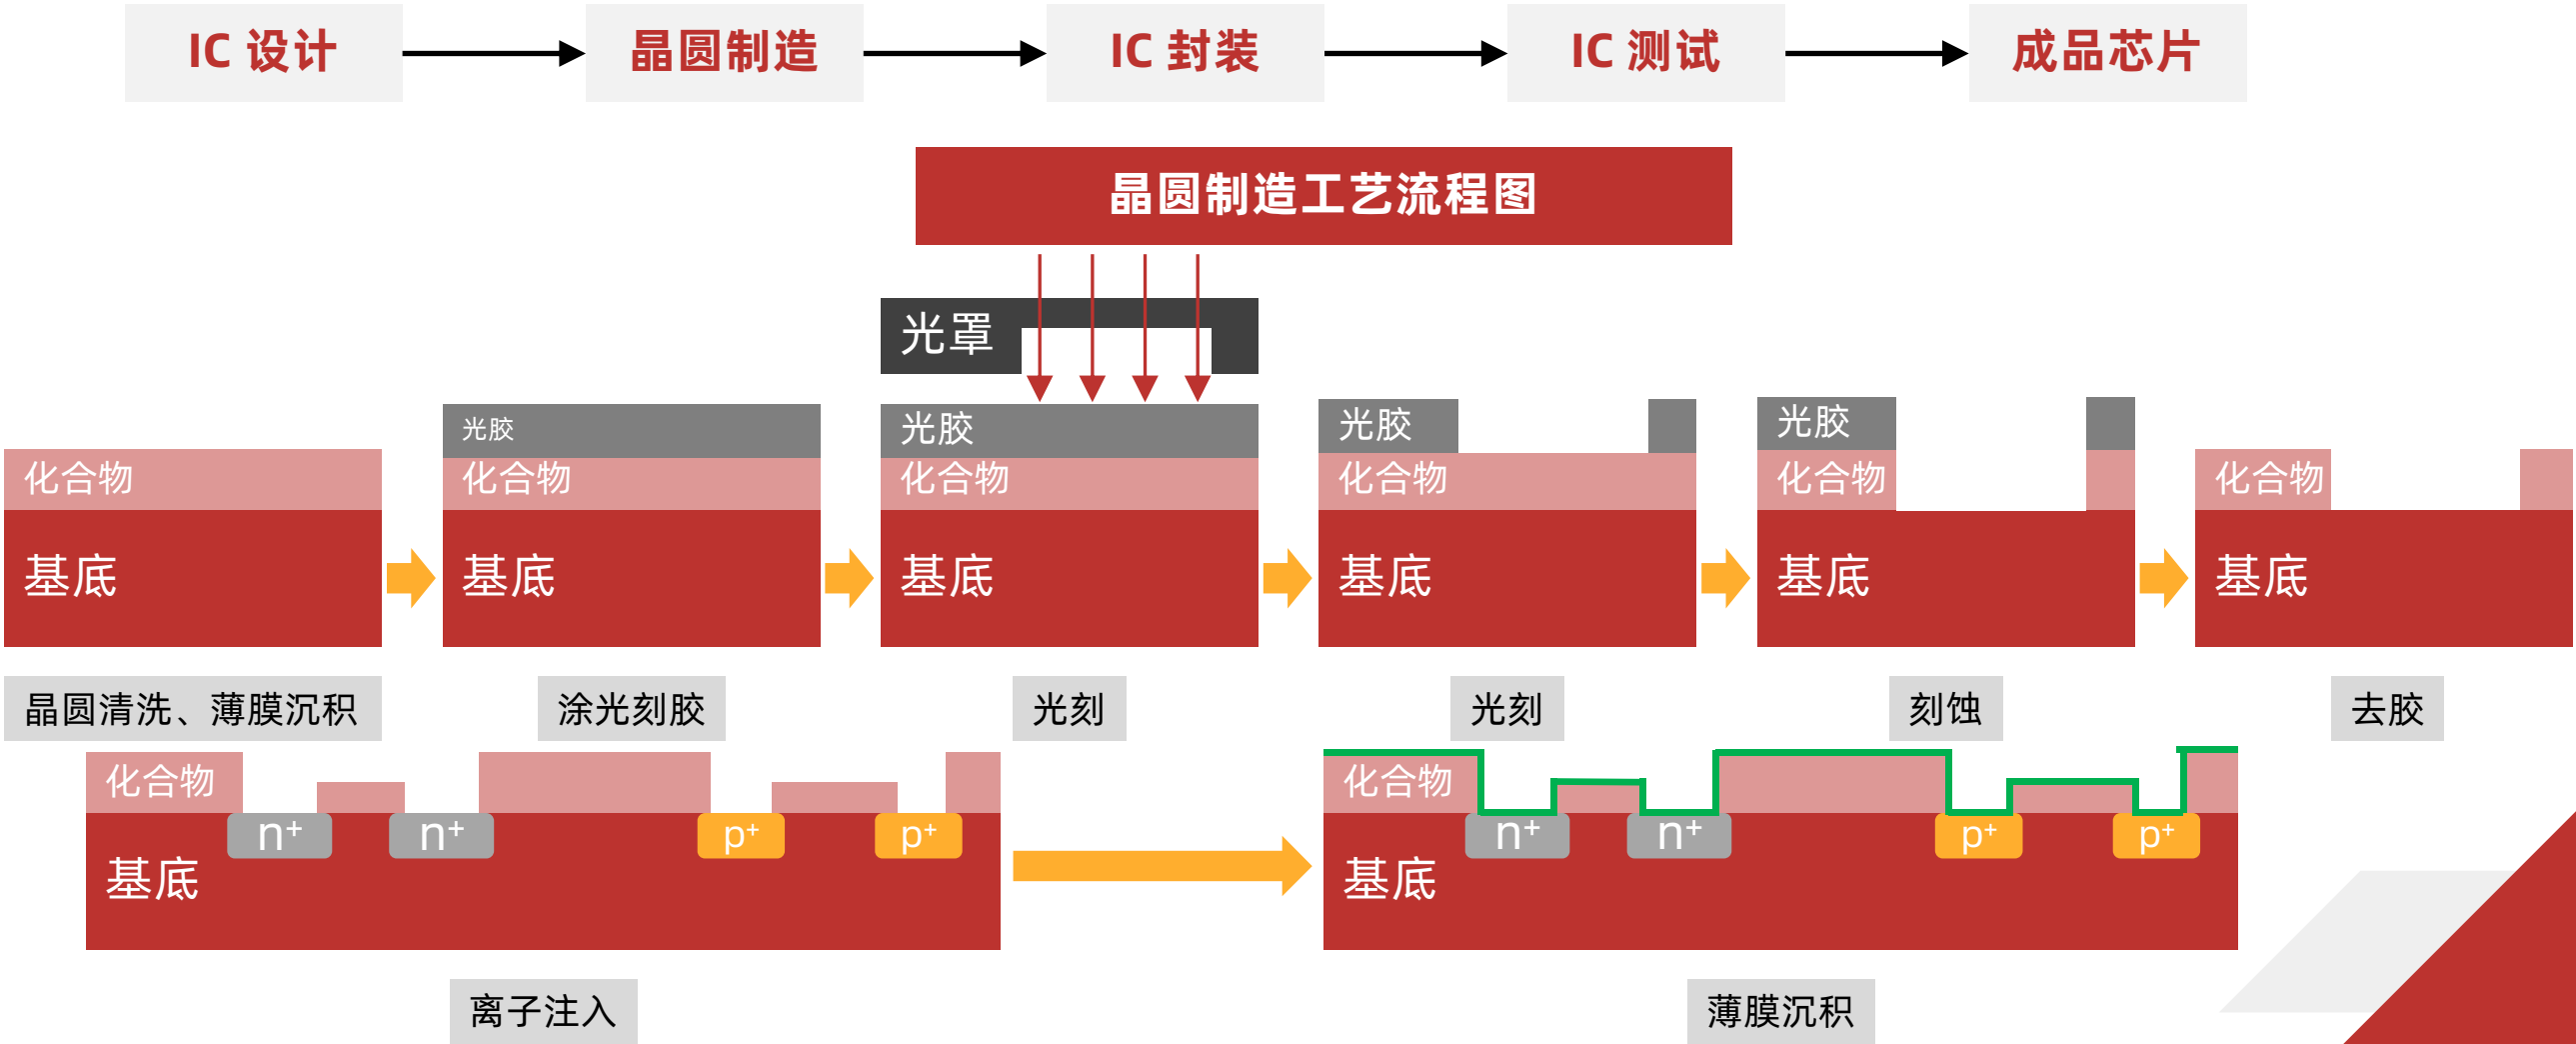 IC 设计
晶圆制造
IC 封装
IC 测试
成品芯片
晶圆制造工艺流程图
光罩
化合物
基底
光胶
化合物
基底
光胶
化合物
基底
光胶
化合物
基底
光胶
化合物
基底
化合物
基底
晶圆清洗、薄膜沉积
涂光刻胶
光刻
光刻
刻蚀
去胶
化合物
n⁺
n⁺
p⁺
p⁺
基底
化合物
n⁺
n⁺
p⁺
p⁺
基底
离子注入
薄膜沉积